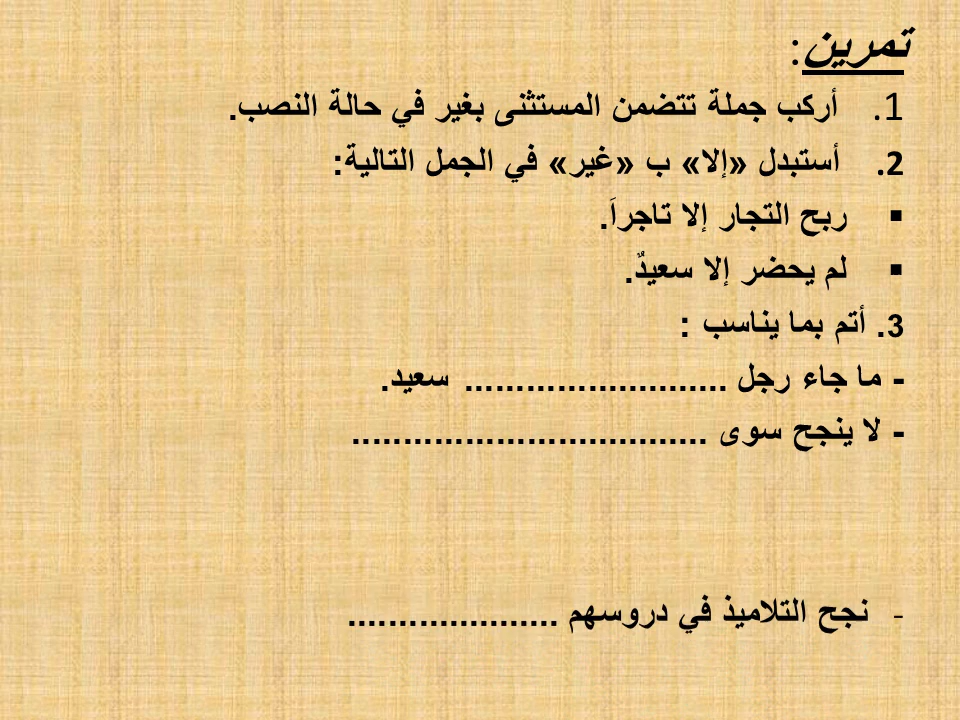 تمرين:
1. أركب جملة تتضمن المستثنى بغير في حالة النصب.
2. أستبدل «إلا» ب «غير» في الجمل التالية:
▪ ربح التجار إلا تاجراَ.
▪ لم يحضر إلا سعيدٌ.
3. أتم بما يناسب :
- ما جاء رجل .......................... سعيد.
- لا ينجح سوى ...................................
- نجح التلاميذ في دروسهم .....................